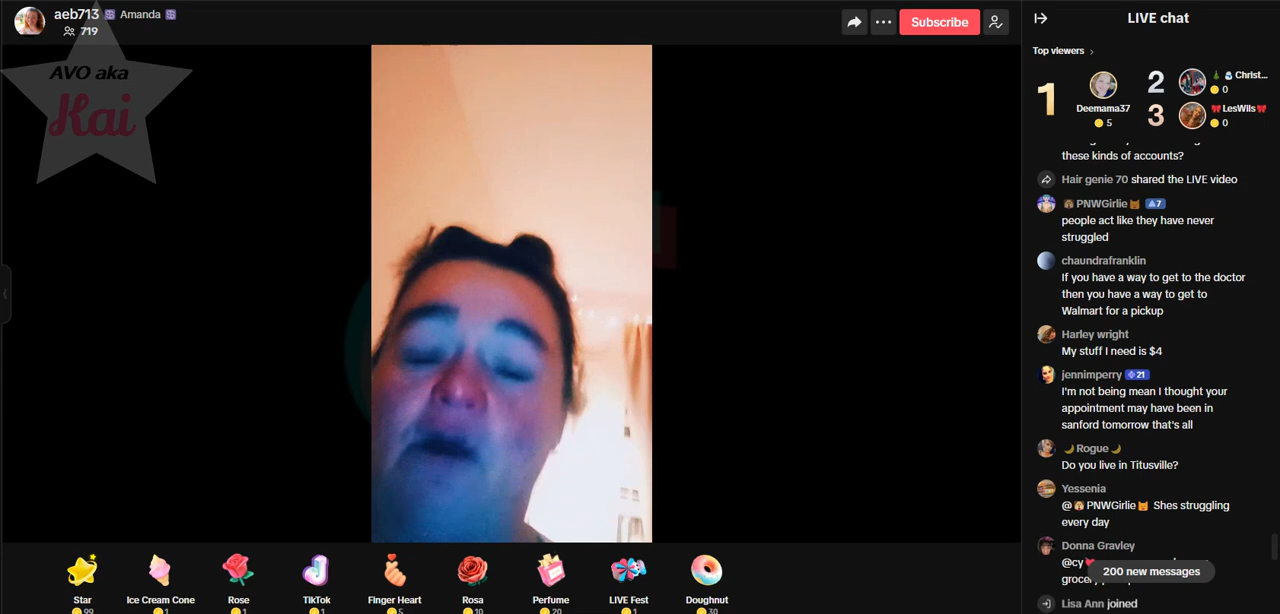 aeb713 Amanda
719
AVO aka
Kai
Subscribe
LIVE chat
Top viewers >
1
Deemama37
5
2
Christ...
0
3
LesWils
0
these kinds of accounts?
Hair genie 70 shared the LIVE video
PNWGirlie 7
people act like they have never
struggled
chaundrafranklin
If you have a way to get to the doctor
then you have a way to get to
Walmart for a pickup
Harley wright
My stuff I need is $4
jennimperry 21
I'm not being mean I thought your
appointment may have been in
sanford tomorrow that's all
Rogue
Do you live in Titusville?
Yessenia
@ PNWGirlie Shes struggling
every day
Donna Gravley
@cy
200 new messages
Lisa Ann joined
Star
99
Ice Cream Cone
1
Rose
1
TikTok
1
Finger Heart
5
Rosa
10
Perfume
20
LIVE Fest
1
Doughnut
30